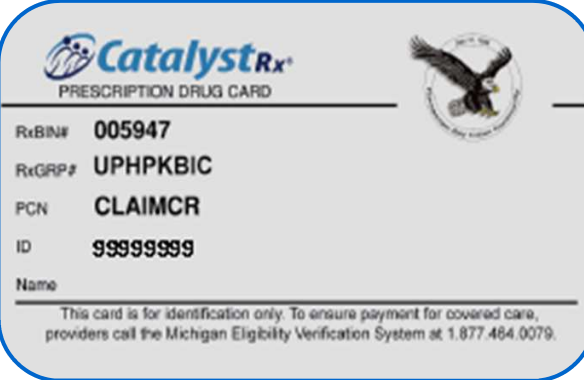 CatalystRx®
PRESCRIPTION DRUG CARD
RxBIN# 005947
RxGRP# UPHPKBIC
PCN CLAIMCR
ID 99999999
Name
This card is for identification only. To ensure payment for covered care,
providers call the Michigan Eligibility Verification System at 1.877.464.0079.